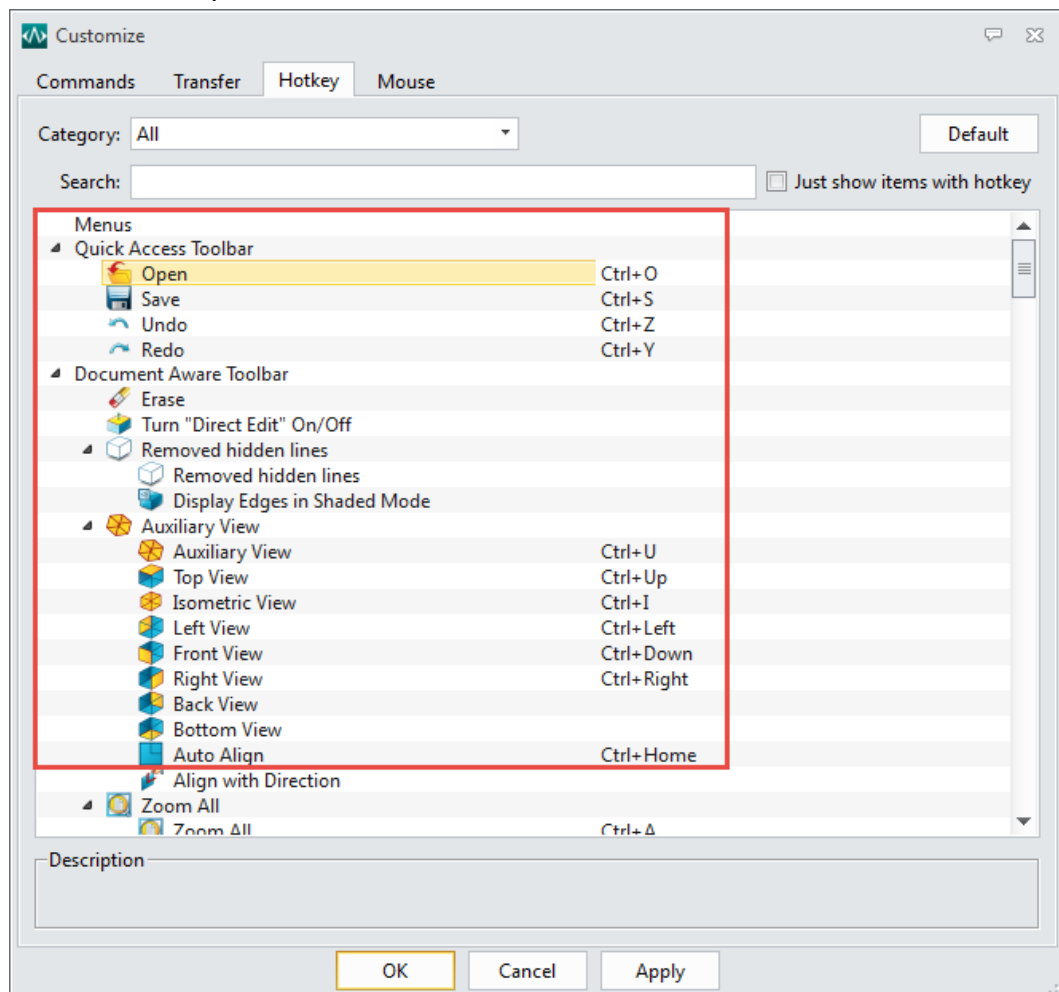 Customize
Commands Transfer Hotkey Mouse
Category: All Default
Search: Just show items with hotkey
Menus
Quick Access Toolbar
Open Ctrl+O
Save Ctrl+S
Undo Ctrl+Z
Redo Ctrl+Y
Document Aware Toolbar
Erase
Turn "Direct Edit" On/Off
Removed hidden lines
Removed hidden lines
Display Edges in Shaded Mode
Auxiliary View
Auxiliary View Ctrl+U
Top View Ctrl+Up
Isometric View Ctrl+I
Left View Ctrl+Left
Front View Ctrl+Down
Right View Ctrl+Right
Back View
Bottom View
Auto Align Ctrl+Home
Align with Direction
Zoom All
Zoom All Ctrl+A
Description
OK Cancel Apply